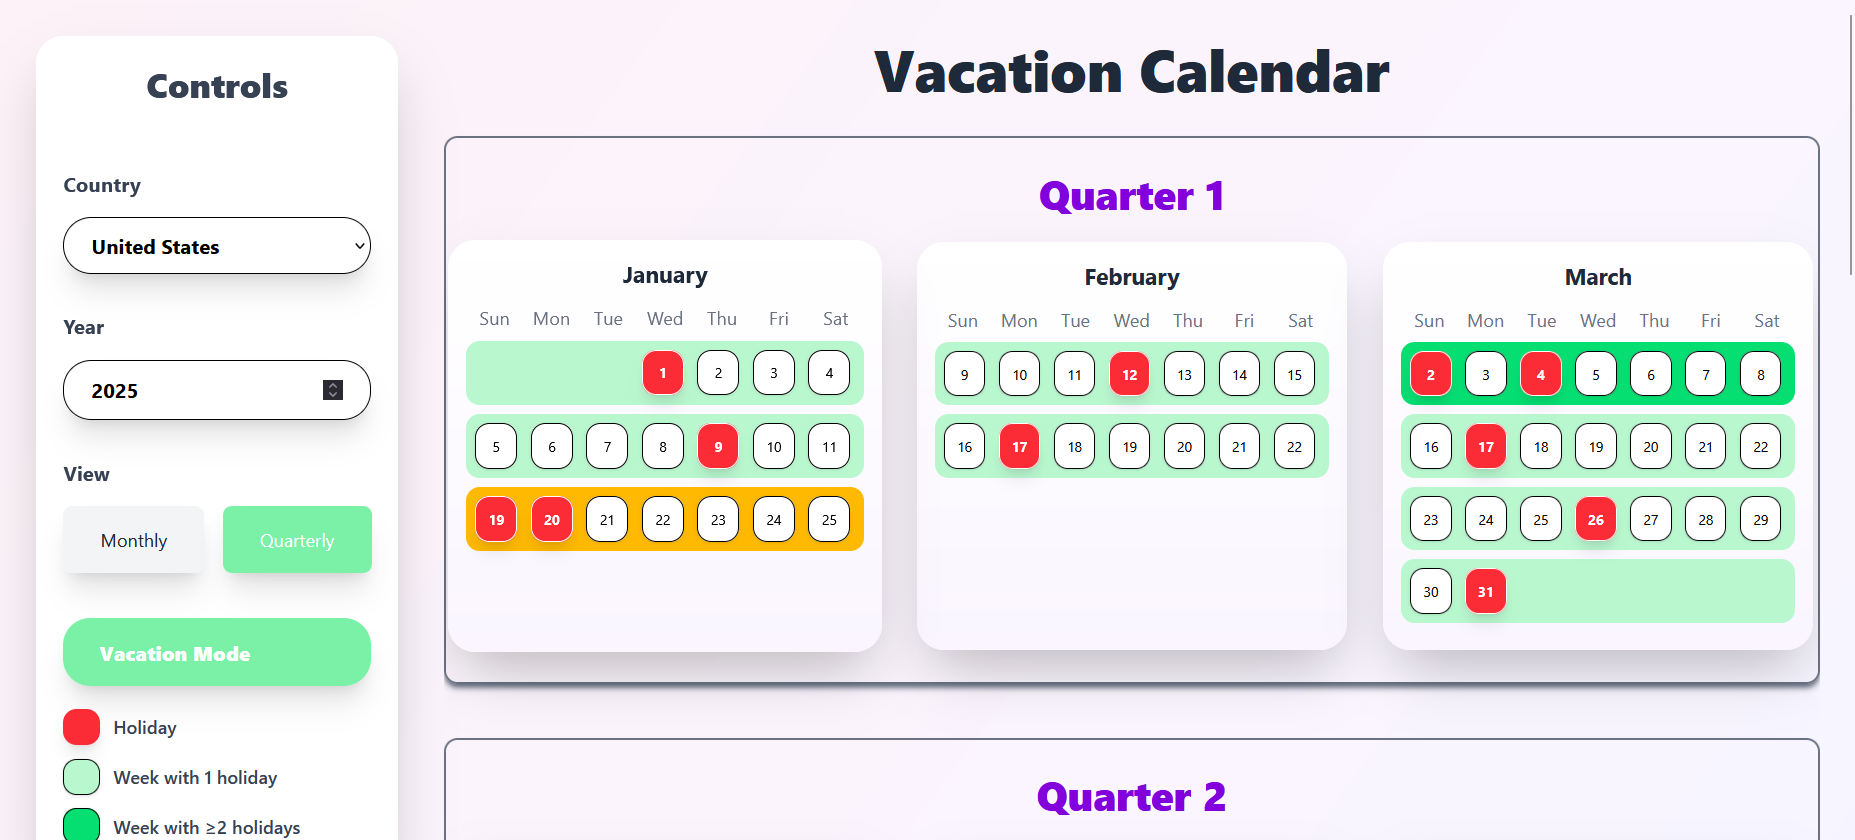 Controls
Country
United States
Year
2025
View
Monthly
Quarterly
Vacation Mode
Holiday
Week with 1 holiday
Week with ≥2 holidays
Vacation Calendar
Quarter 1
January
Sun Mon Tue Wed Thu Fri Sat
1 2 3 4
5 6 7 8 9 10 11
19 20 21 22 23 24 25
February
Sun Mon Tue Wed Thu Fri Sat
9 10 11 12 13 14 15
16 17 18 19 20 21 22
March
Sun Mon Tue Wed Thu Fri Sat
2 3 4 5 6 7 8
16 17 18 19 20 21 22
23 24 25 26 27 28 29
30 31
Quarter 2